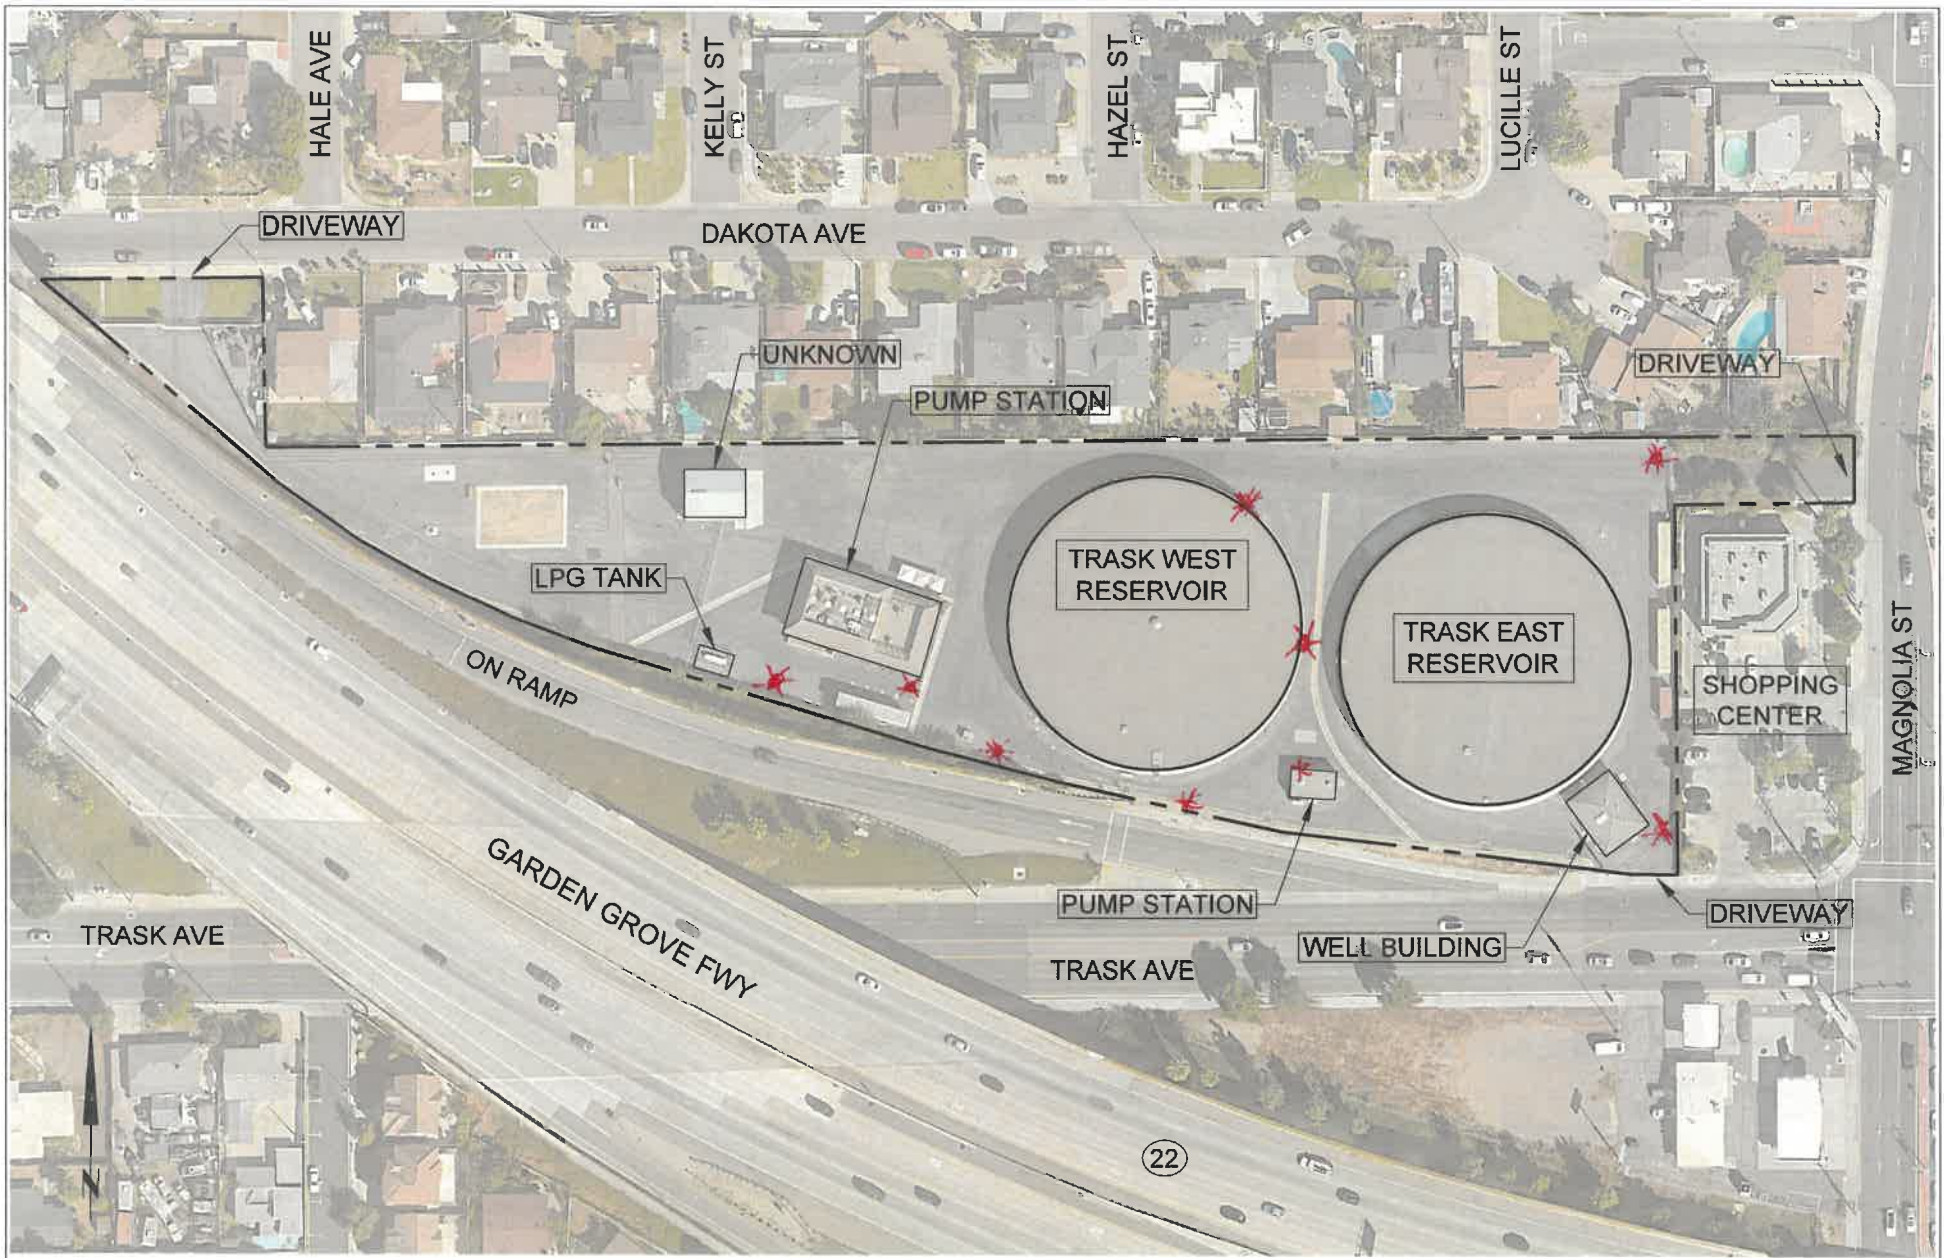 HALE AVE
KELLY ST
HAZEL ST
LUCILLE ST
DRIVEWAY
DAKOTA AVE
UNKNOWN
DRIVEWAY
PUMP STATION
TRASK WEST
RESERVOIR
LPG TANK
TRASK EAST
RESERVOIR
ON RAMP
SHOPPING
CENTER
MAGNOLIA ST
GARDEN GROVE FWY
PUMP STATION
DRIVEWAY
TRASK AVE
WELL BUILDING
TRASK AVE
22
N